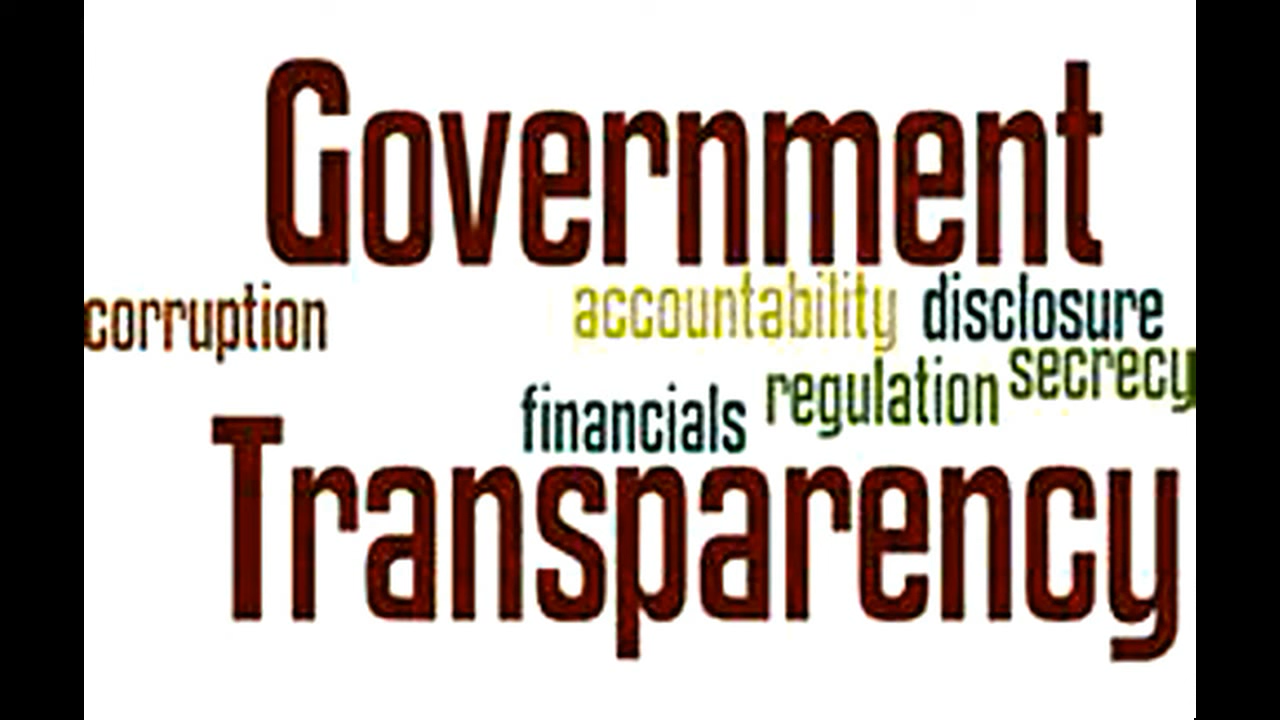 Government
corruption accountability disclosure
financials regulation secrecy
Transparency